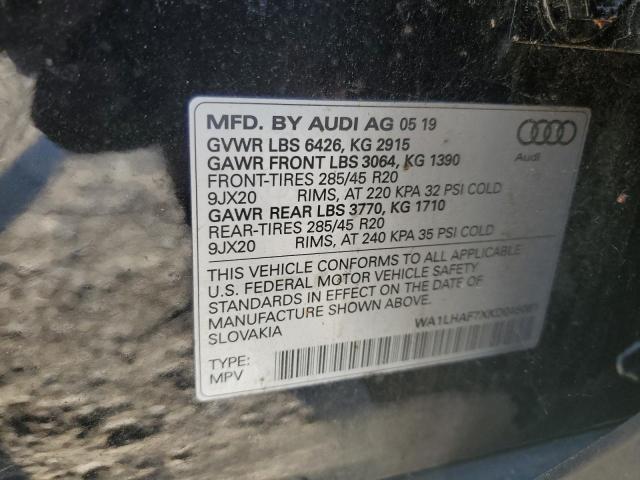 MFD. BY AUDI AG 05 19
GVWR LBS 6426, KG 2915
GAWR FRONT LBS 3064, KG 1390
FRONT-TIRES 285/45 R20
9JX20 RIMS, AT 220 KPA 32 PSI COLD
GAWR REAR LBS 3770, KG 1710
REAR-TIRES 285/45 R20
9JX20 RIMS, AT 240 KPA 35 PSI COLD
Audi
THIS VEHICLE CONFORMS TO ALL APPLICABLE
U.S. FEDERAL MOTOR VEHICLE SAFETY
STANDARDS IN EFFECT ON THE DATE OF
MANUFACTURE SHOWN ABOVE.
SLOVAKIA
TYPE:
MPV